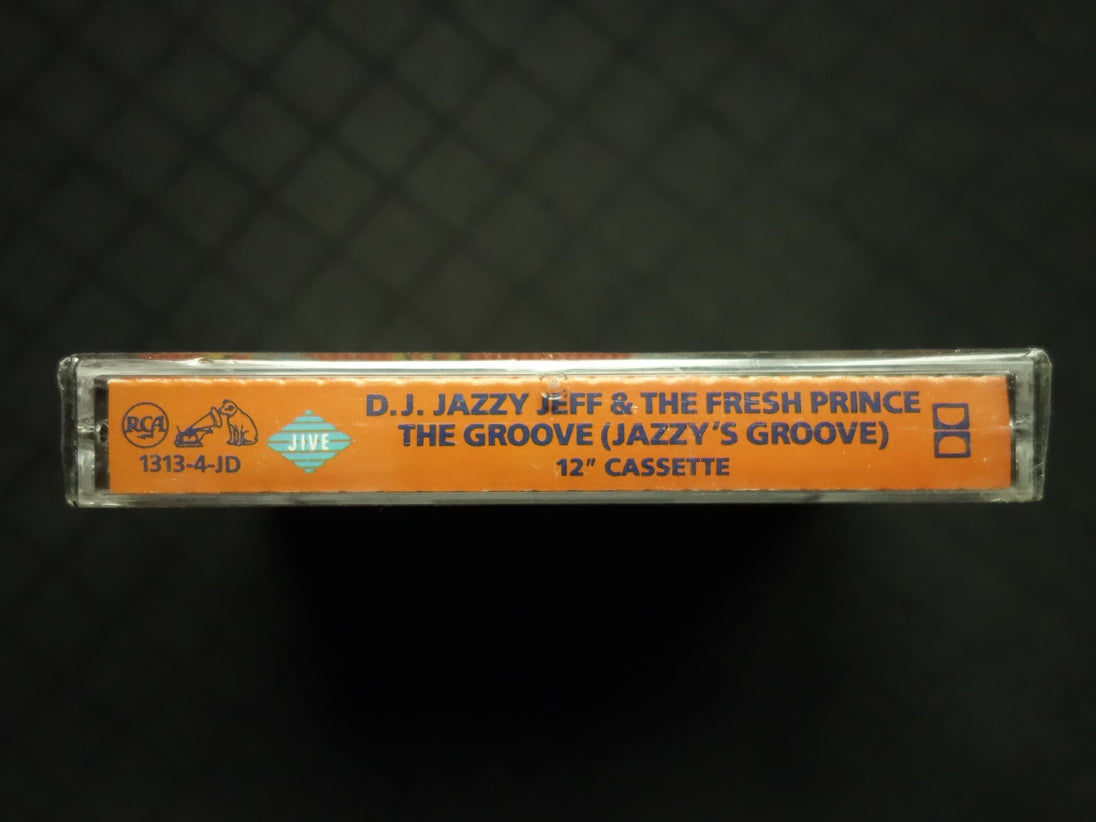 RCA
1313-4-JD
JIVE
D.J. JAZZY JEFF & THE FRESH PRINCE
THE GROOVE (JAZZY'S GROOVE)
12" CASSETTE